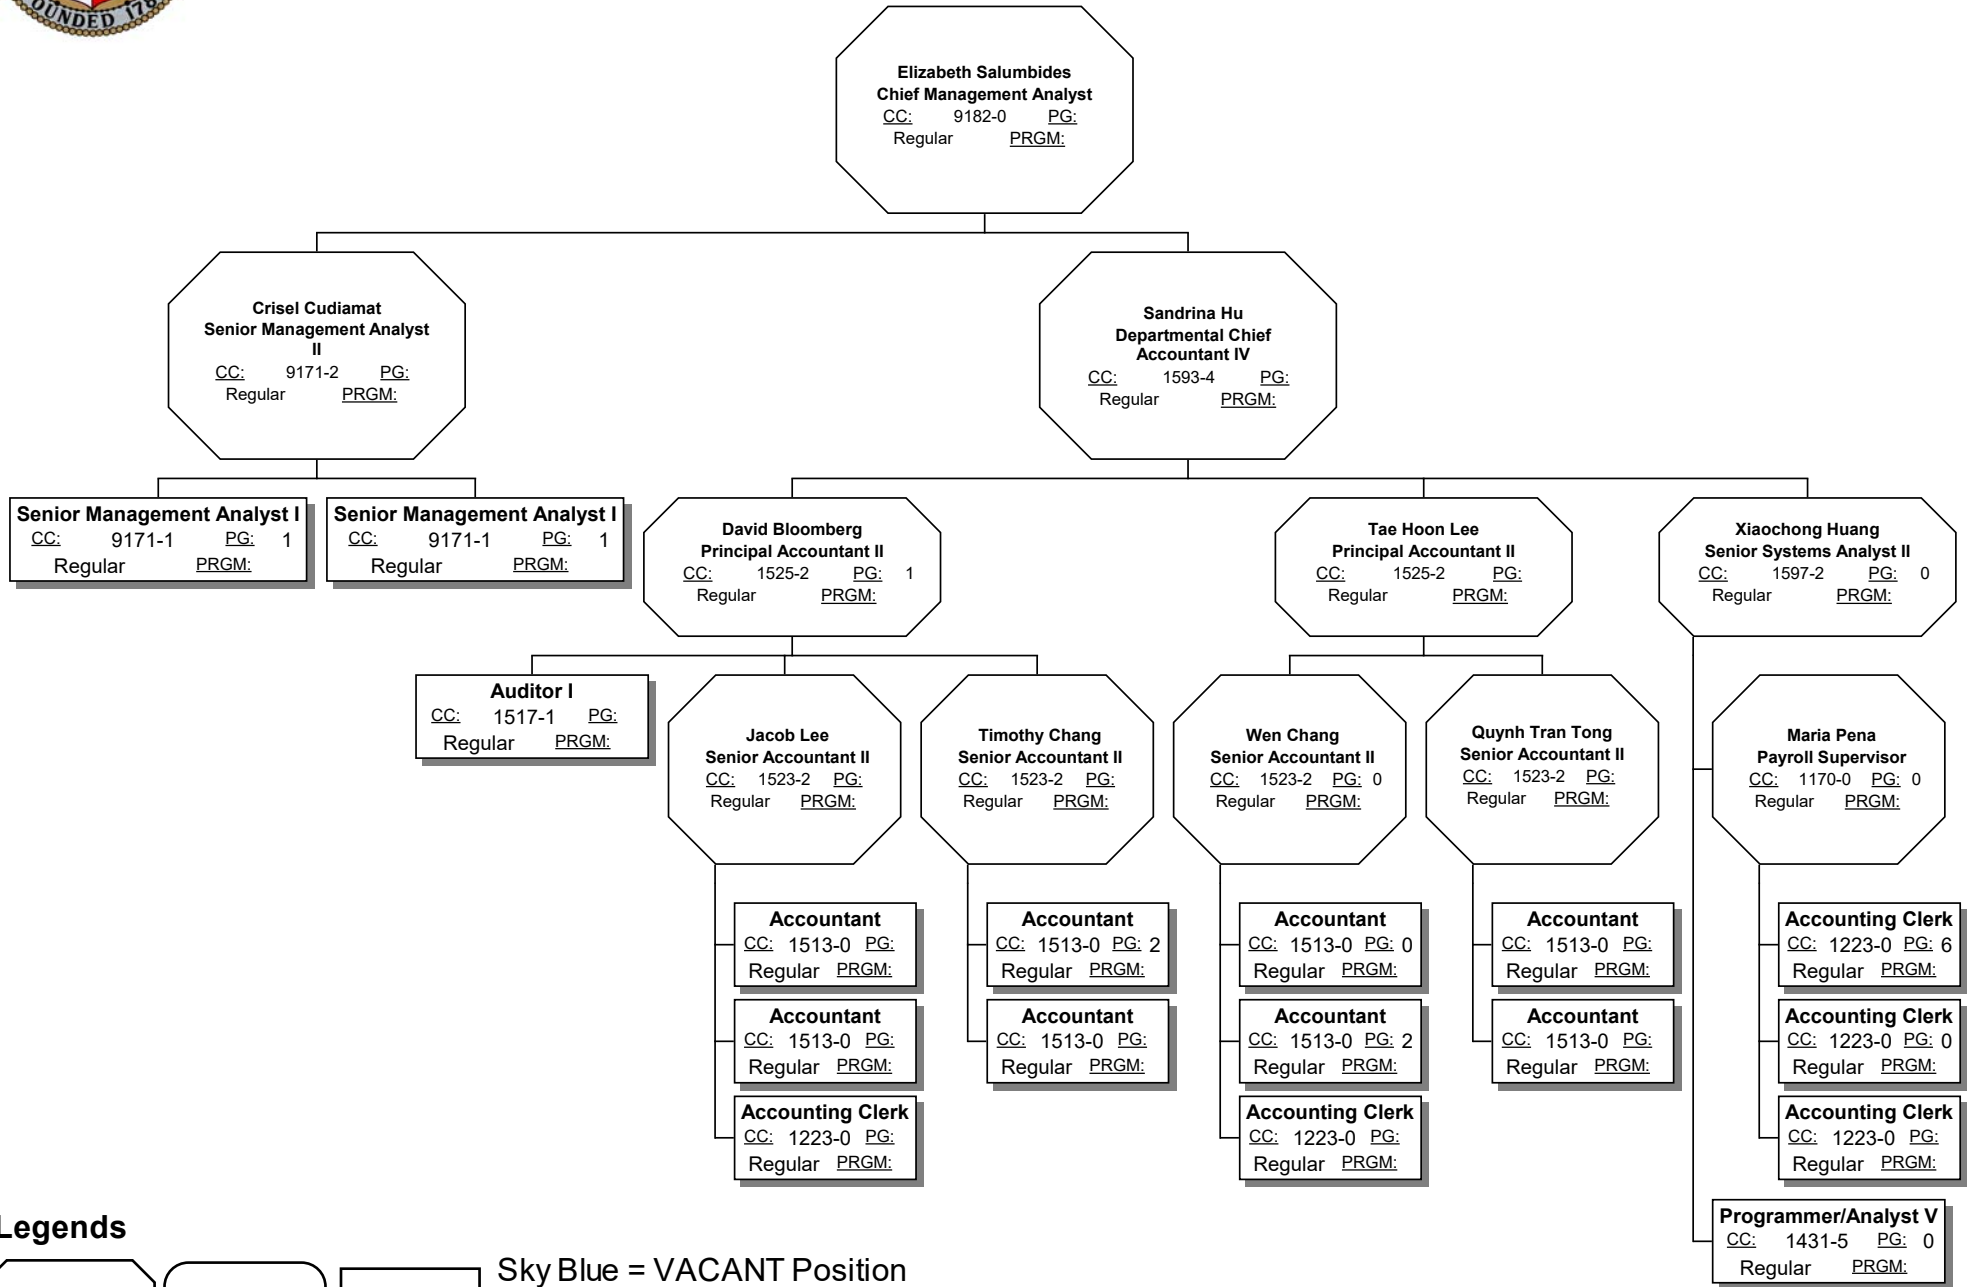 OUNDED 178
Elizabeth Salumbides
Chief Management Analyst
CC: 9182-0 PG:
Regular PRGM:
Crisel Cudiamat
Senior Management Analyst
II
CC: 9171-2 PG:
Regular PRGM:
Sandrina Hu
Departmental Chief
Accountant IV
CC: 1593-4 PG:
Regular PRGM:
Senior Management Analyst I
CC: 9171-1 PG: 1
Regular PRGM:
Senior Management Analyst I
CC: 9171-1 PG: 1
Regular PRGM:
David Bloomberg
Principal Accountant II
CC: 1525-2 PG: 1
Regular PRGM:
Tae Hoon Lee
Principal Accountant II
CC: 1525-2 PG:
Regular PRGM:
Xiaochong Huang
Senior Systems Analyst II
CC: 1597-2 PG: 0
Regular PRGM:
Auditor I
CC: 1517-1 PG:
Regular PRGM:
Jacob Lee
Senior Accountant II
CC: 1523-2 PG:
Regular PRGM:
Timothy Chang
Senior Accountant II
CC: 1523-2 PG:
Regular PRGM:
Wen Chang
Senior Accountant II
CC: 1523-2 PG: 0
Regular PRGM:
Quynh Tran Tong
Senior Accountant II
CC: 1523-2 PG:
Regular PRGM:
Maria Pena
Payroll Supervisor
CC: 1170-0 PG: 0
Regular PRGM:
Accountant
CC: 1513-0 PG:
Regular PRGM:
Accountant
CC: 1513-0 PG:
Regular PRGM:
Accounting Clerk
CC: 1223-0 PG:
Regular PRGM:
Accountant
CC: 1513-0 PG: 2
Regular PRGM:
Accountant
CC: 1513-0 PG:
Regular PRGM:
Accountant
CC: 1513-0 PG: 0
Regular PRGM:
Accountant
CC: 1513-0 PG: 2
Regular PRGM:
Accounting Clerk
CC: 1223-0 PG:
Regular PRGM:
Accountant
CC: 1513-0 PG:
Regular PRGM:
Accountant
CC: 1513-0 PG:
Regular PRGM:
Accounting Clerk
CC: 1223-0 PG: 6
Regular PRGM:
Accounting Clerk
CC: 1223-0 PG: 0
Regular PRGM:
Accounting Clerk
CC: 1223-0 PG:
Regular PRGM:
Programmer/Analyst V
CC: 1431-5 PG: 0
Regular PRGM:
Legends
Sky Blue = VACANT Position